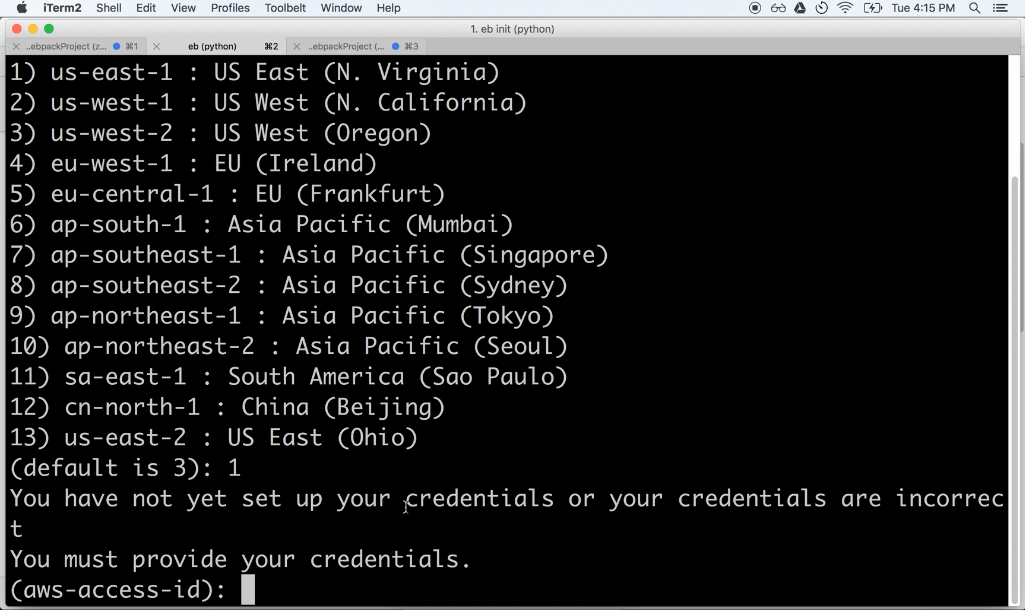 iTerm2 Shell Edit View Profiles Toolbelt Window Help Tue 4:15 PM
1. eb init (python)
..ebpackProject (z... ⌘1 eb (python) ⌘2 ..ebpackProject (... ⌘3
1) us-east-1 : US East (N. Virginia)
2) us-west-1 : US West (N. California)
3) us-west-2 : US West (Oregon)
4) eu-west-1 : EU (Ireland)
5) eu-central-1 : EU (Frankfurt)
6) ap-south-1 : Asia Pacific (Mumbai)
7) ap-southeast-1 : Asia Pacific (Singapore)
8) ap-southeast-2 : Asia Pacific (Sydney)
9) ap-northeast-1 : Asia Pacific (Tokyo)
10) ap-northeast-2 : Asia Pacific (Seoul)
11) sa-east-1 : South America (Sao Paulo)
12) cn-north-1 : China (Beijing)
13) us-east-2 : US East (Ohio)
(default is 3): 1
You have not yet set up your credentials or your credentials are incorrec
t
You must provide your credentials.
(aws-access-id):